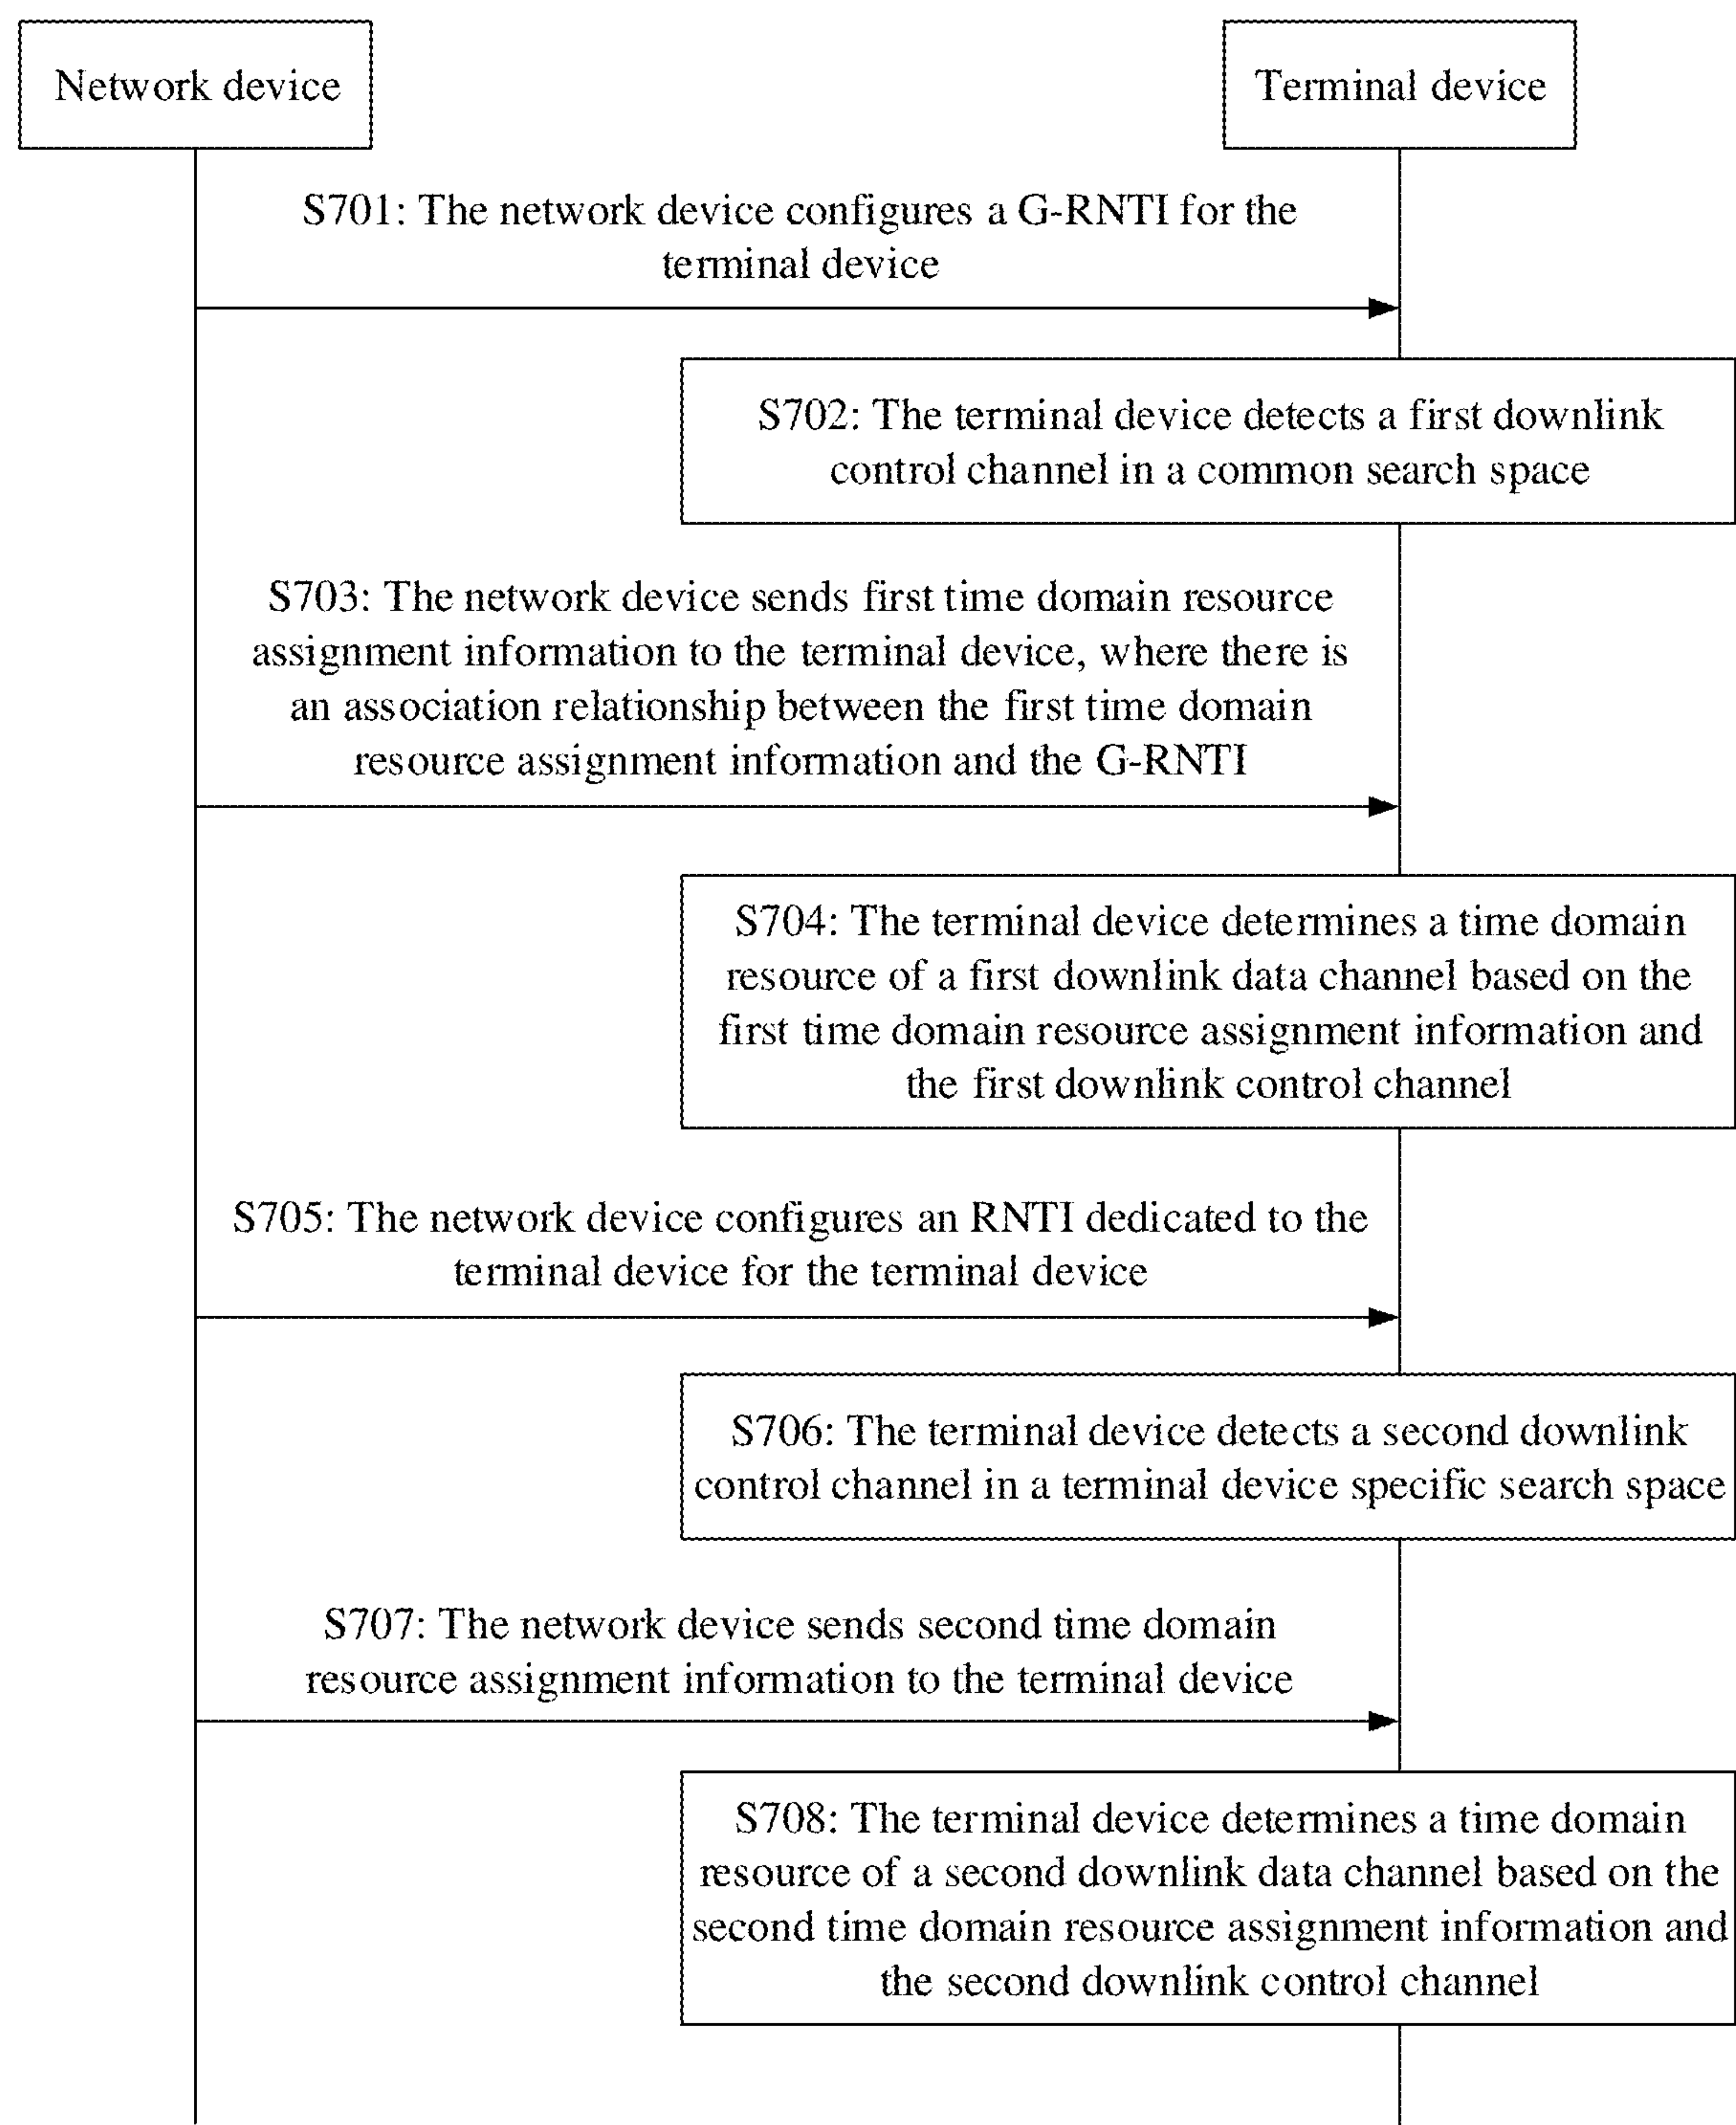 Network device
Terminal device
S701: The network device configures a G-RNTI for the
terminal device
S702: The terminal device detects a first downlink
control channel in a common search space
S703: The network device sends first time domain resource
assignment information to the terminal device, where there is
an association relationship between the first time domain
resource assignment information and the G-RNTI
S704: The terminal device determines a time domain
resource of a first downlink data channel based on the
first time domain resource assignment information and
the first downlink control channel
S705: The network device configures an RNTI dedicated to the
terminal device for the terminal device
S706: The terminal device detects a second downlink
control channel in a terminal device specific search space
S707: The network device sends second time domain
resource assignment information to the terminal device
S708: The terminal device determines a time domain
resource of a second downlink data channel based on the
second time domain resource assignment information and
the second downlink control channel